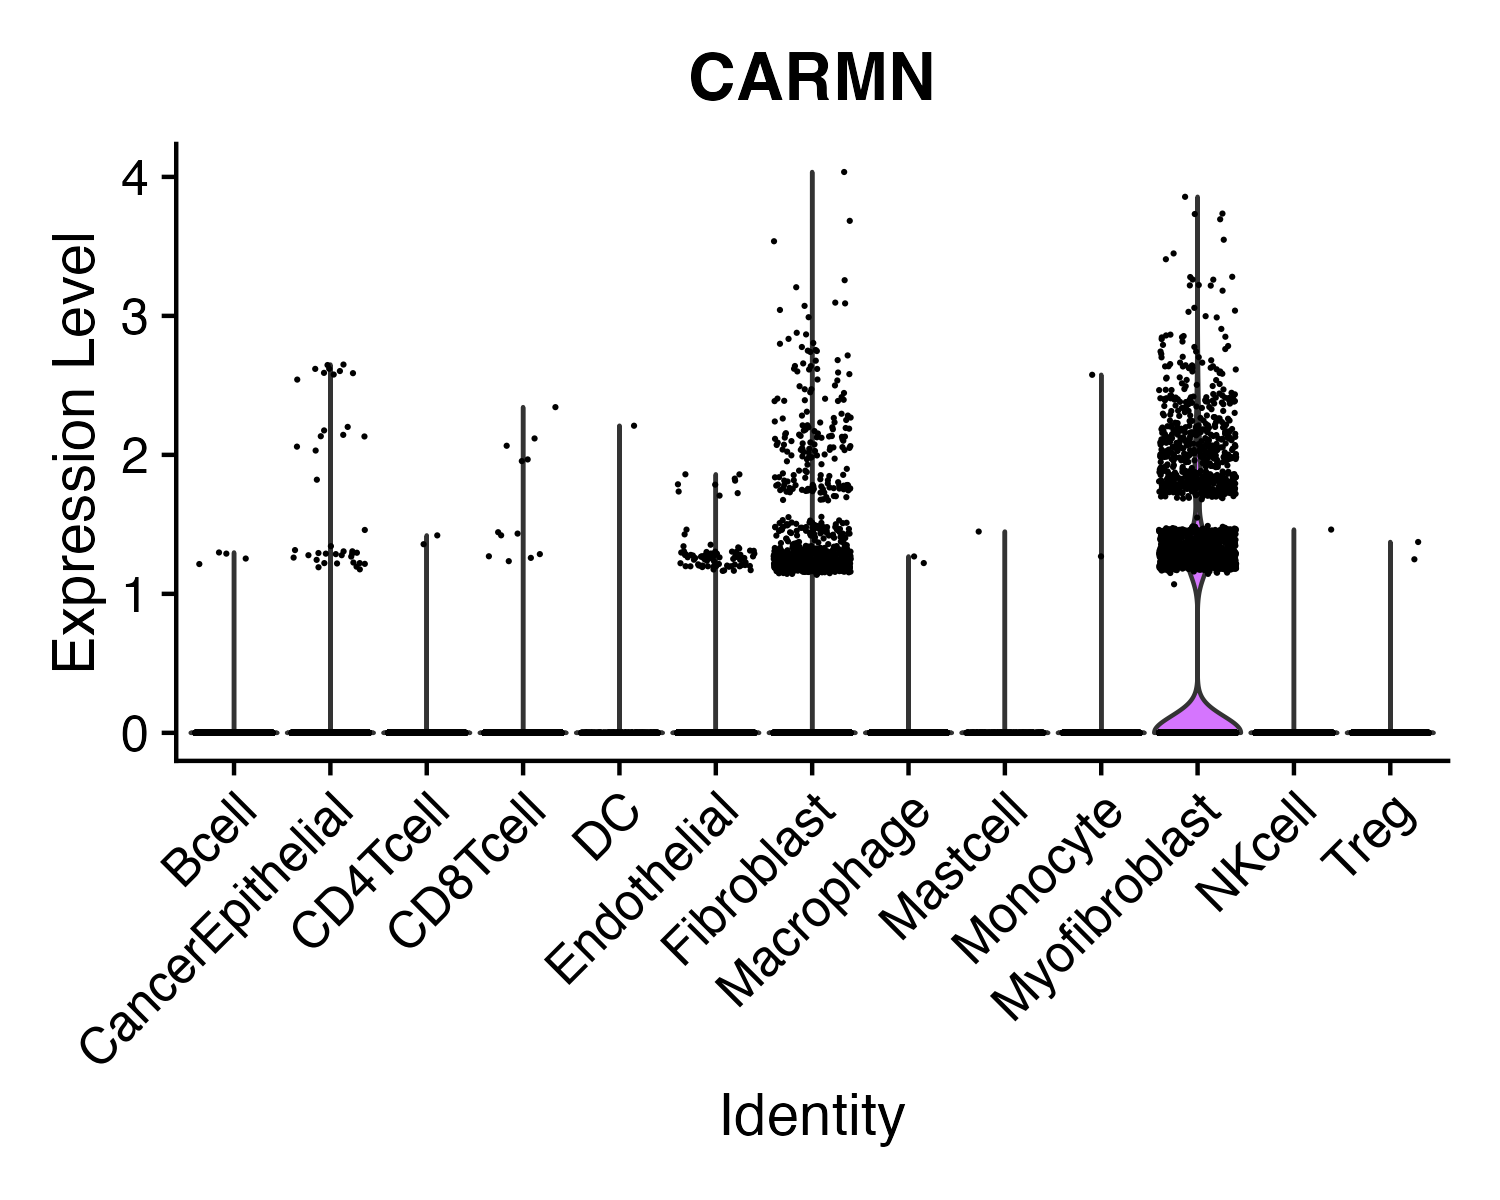 CARMN
Expression Level
4
3
2
1
0
Bcell
CancerEpithelial
CD4Tcell
CD8Tcell
DC
Endothelial
Fibroblast
Macrophage
Mastcell
Monocyte
Myofibroblast
NKcell
Treg
Identity